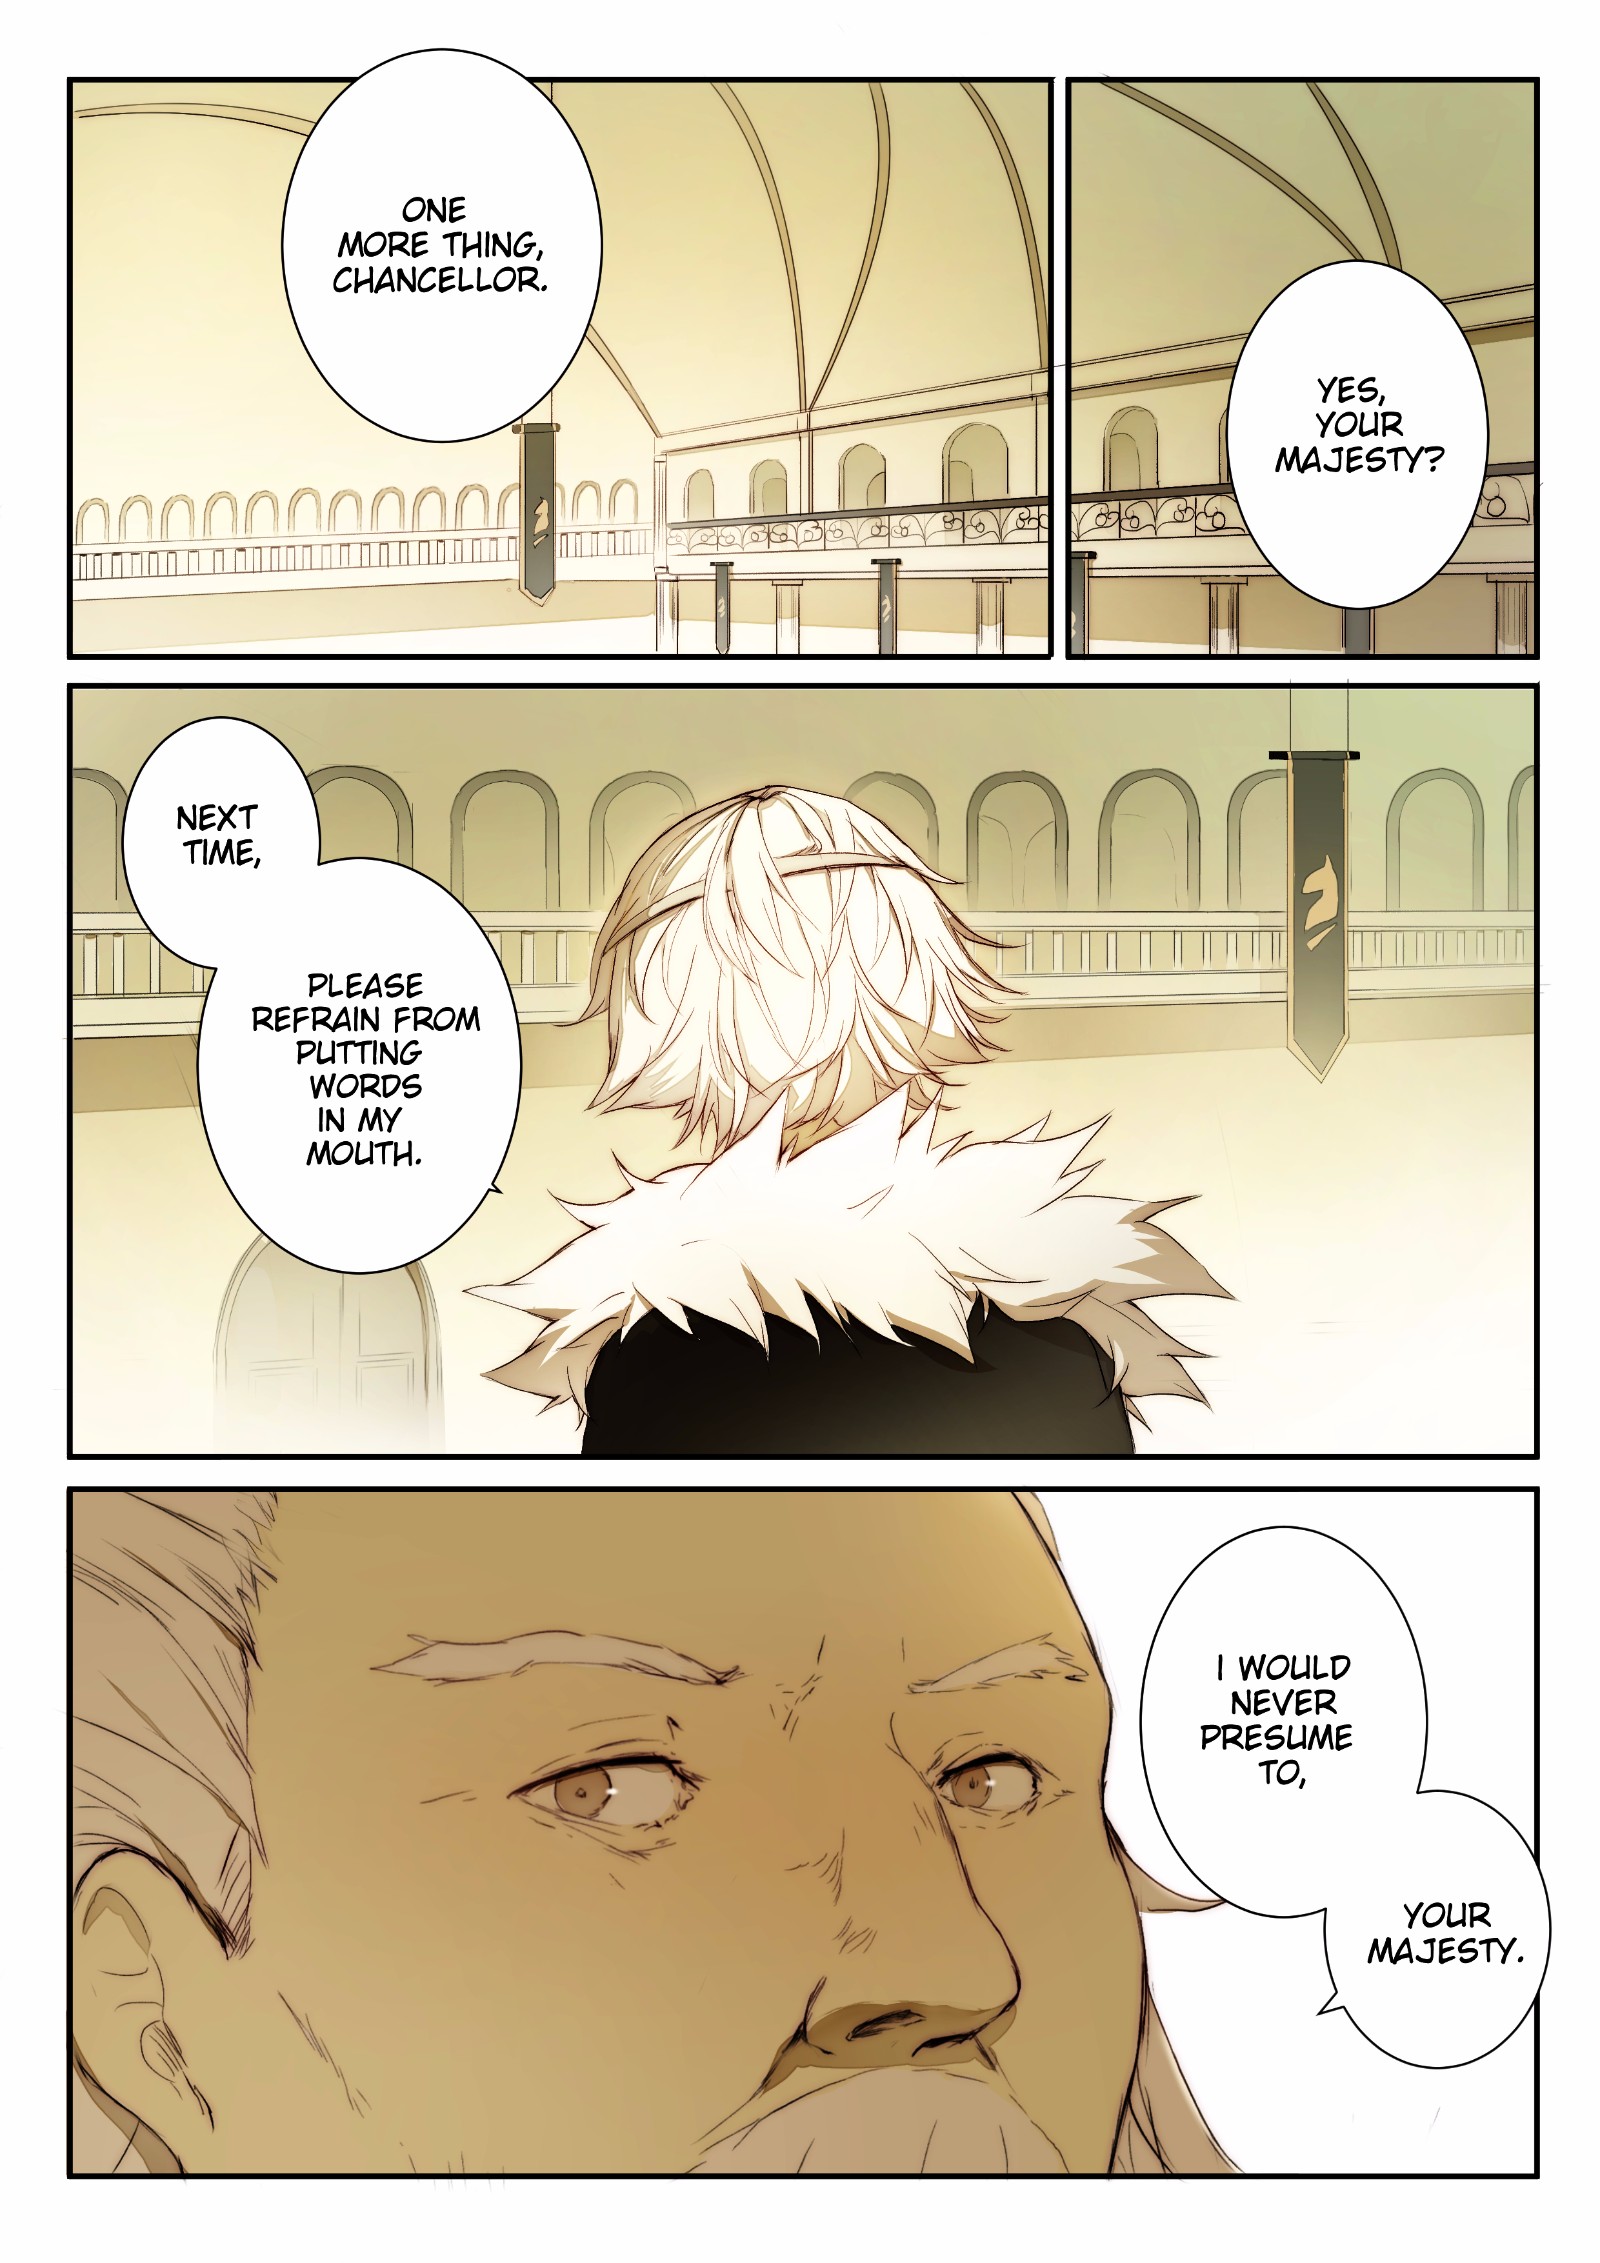 ONE
MORE THING,
CHANCELLOR.
YES,
YOUR
MAJESTY?
NEXT
TIME,
PLEASE
REFRAIN FROM
PUTTING
WORDS
IN MY
MOUTH.
I WOULD
NEVER
PRESUME
TO,
YOUR
MAJESTY.